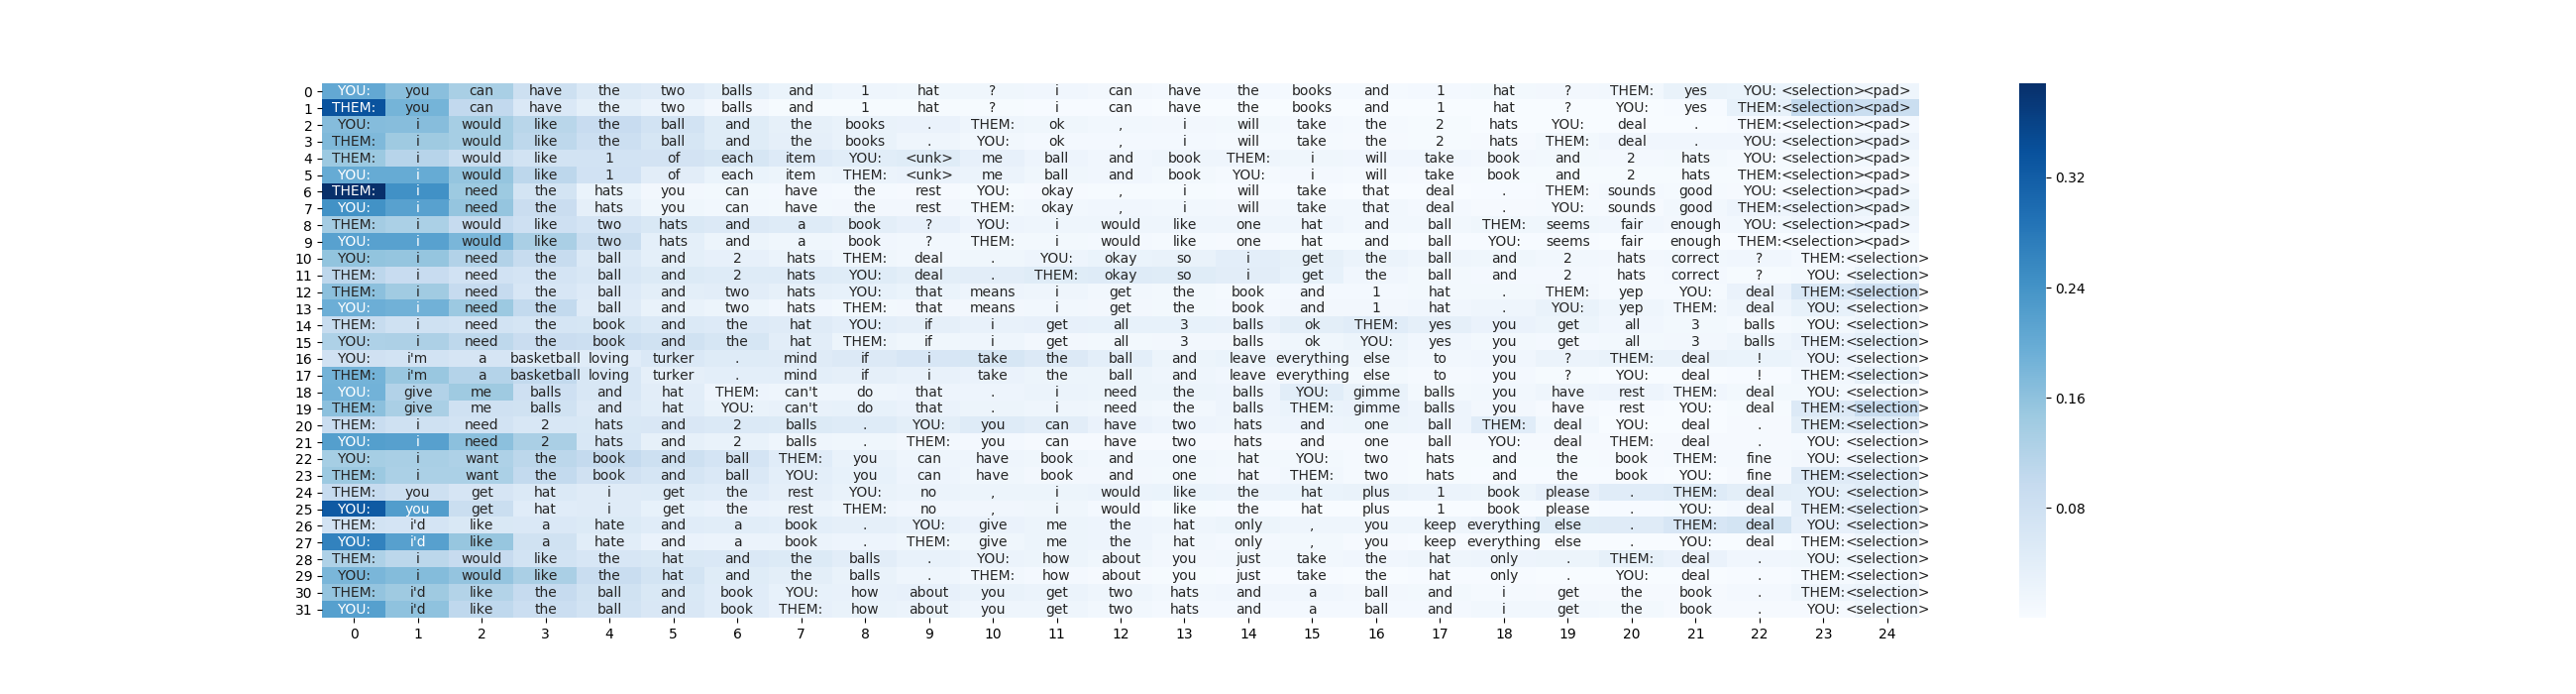 0 YOU: you can have the two balls and 1 hat ? i can have the books and 1 hat ? THEM: yes YOU: <selection> <pad>
1 THEM: you can have the two balls and 1 hat ? i can have the books and 1 hat ? YOU: yes THEM: <selection> <pad>
2 YOU: i would like the ball and the books . THEM: ok , i will take the 2 hats YOU: deal . THEM: <selection> <pad>
3 THEM: i would like the ball and the books . YOU: ok , i will take the 2 hats THEM: deal . YOU: <selection> <pad>
4 THEM: i would like 1 of each item YOU: <unk> me ball and book THEM: i will take book and 2 hats YOU: <selection> <pad>
5 YOU: i would like 1 of each item THEM: <unk> me ball and book YOU: i will take book and 2 hats THEM: <selection> <pad>
6 THEM: i need the hats you can have the rest YOU: okay , i will take that deal . THEM: sounds good YOU: <selection> <pad>
0.32
7 YOU: i need the hats you can have the rest THEM: okay , i will take that deal . YOU: sounds good THEM: <selection> <pad>
8 THEM: i would like two hats and a book ? YOU: i would like one hat and ball THEM: seems fair enough YOU: <selection> <pad>
9 YOU: i would like two hats and a book ? THEM: i would like one hat and ball YOU: seems fair enough THEM: <selection> <pad>
10 YOU: i need the ball and 2 hats THEM: deal . YOU: okay so i get the ball and 2 hats correct ? THEM: <selection>
11 THEM: i need the ball and 2 hats YOU: deal . THEM: okay so i get the ball and 2 hats correct ? YOU: <selection>
12 THEM: i need the ball and two hats YOU: that means i get the book and 1 hat . THEM: yep YOU: deal THEM: <selection>
0.24
13 YOU: i need the ball and two hats THEM: that means i get the book and 1 hat . YOU: yep THEM: deal YOU: <selection>
14 THEM: i need the book and the hat YOU: if i get all 3 balls ok THEM: yes you get all 3 balls YOU: <selection>
15 YOU: i need the book and the hat THEM: if i get all 3 balls ok YOU: yes you get all 3 balls THEM: <selection>
16 YOU: i'm a basketball loving turker . mind if i take the ball and leave everything else to you ? THEM: deal ! YOU: <selection>
17 THEM: i'm a basketball loving turker . mind if i take the ball and leave everything else to you ? YOU: deal ! THEM: <selection>
18 YOU: give me balls and hat THEM: can't do that . i need the balls YOU: gimme balls you have rest THEM: deal YOU: <selection>
0.16
19 THEM: give me balls and hat YOU: can't do that . i need the balls THEM: gimme balls you have rest YOU: deal THEM: <selection>
20 THEM: i need 2 hats and 2 balls . YOU: you can have two hats and one ball THEM: deal YOU: deal . THEM: <selection>
21 YOU: i need 2 hats and 2 balls . THEM: you can have two hats and one ball YOU: deal THEM: deal . YOU: <selection>
22 YOU: i want the book and ball THEM: you can have book and one hat YOU: two hats and the book THEM: fine YOU: <selection>
23 THEM: i want the book and ball YOU: you can have book and one hat THEM: two hats and the book YOU: fine THEM: <selection>
24 THEM: you get hat i get the rest YOU: no , i would like the hat plus 1 book please . THEM: deal YOU: <selection>
25 YOU: you get hat i get the rest THEM: no , i would like the hat plus 1 book please . YOU: deal THEM: <selection>
0.08
26 THEM: i'd like a hate and a book . YOU: give me the hat only , you keep everything else . THEM: deal YOU: <selection>
27 YOU: i'd like a hate and a book . THEM: give me the hat only , you keep everything else . YOU: deal THEM: <selection>
28 THEM: i would like the hat and the balls . YOU: how about you just take the hat only . THEM: deal . YOU: <selection>
29 YOU: i would like the hat and the balls . THEM: how about you just take the hat only . YOU: deal . THEM: <selection>
30 THEM: i'd like the ball and book YOU: how about you get two hats and a ball and i get the book . THEM: <selection>
31 YOU: i'd like the ball and book THEM: how about you get two hats and a ball and i get the book . YOU: <selection>
0 1 2 3 4 5 6 7 8 9 10 11 12 13 14 15 16 17 18 19 20 21 22 23 24